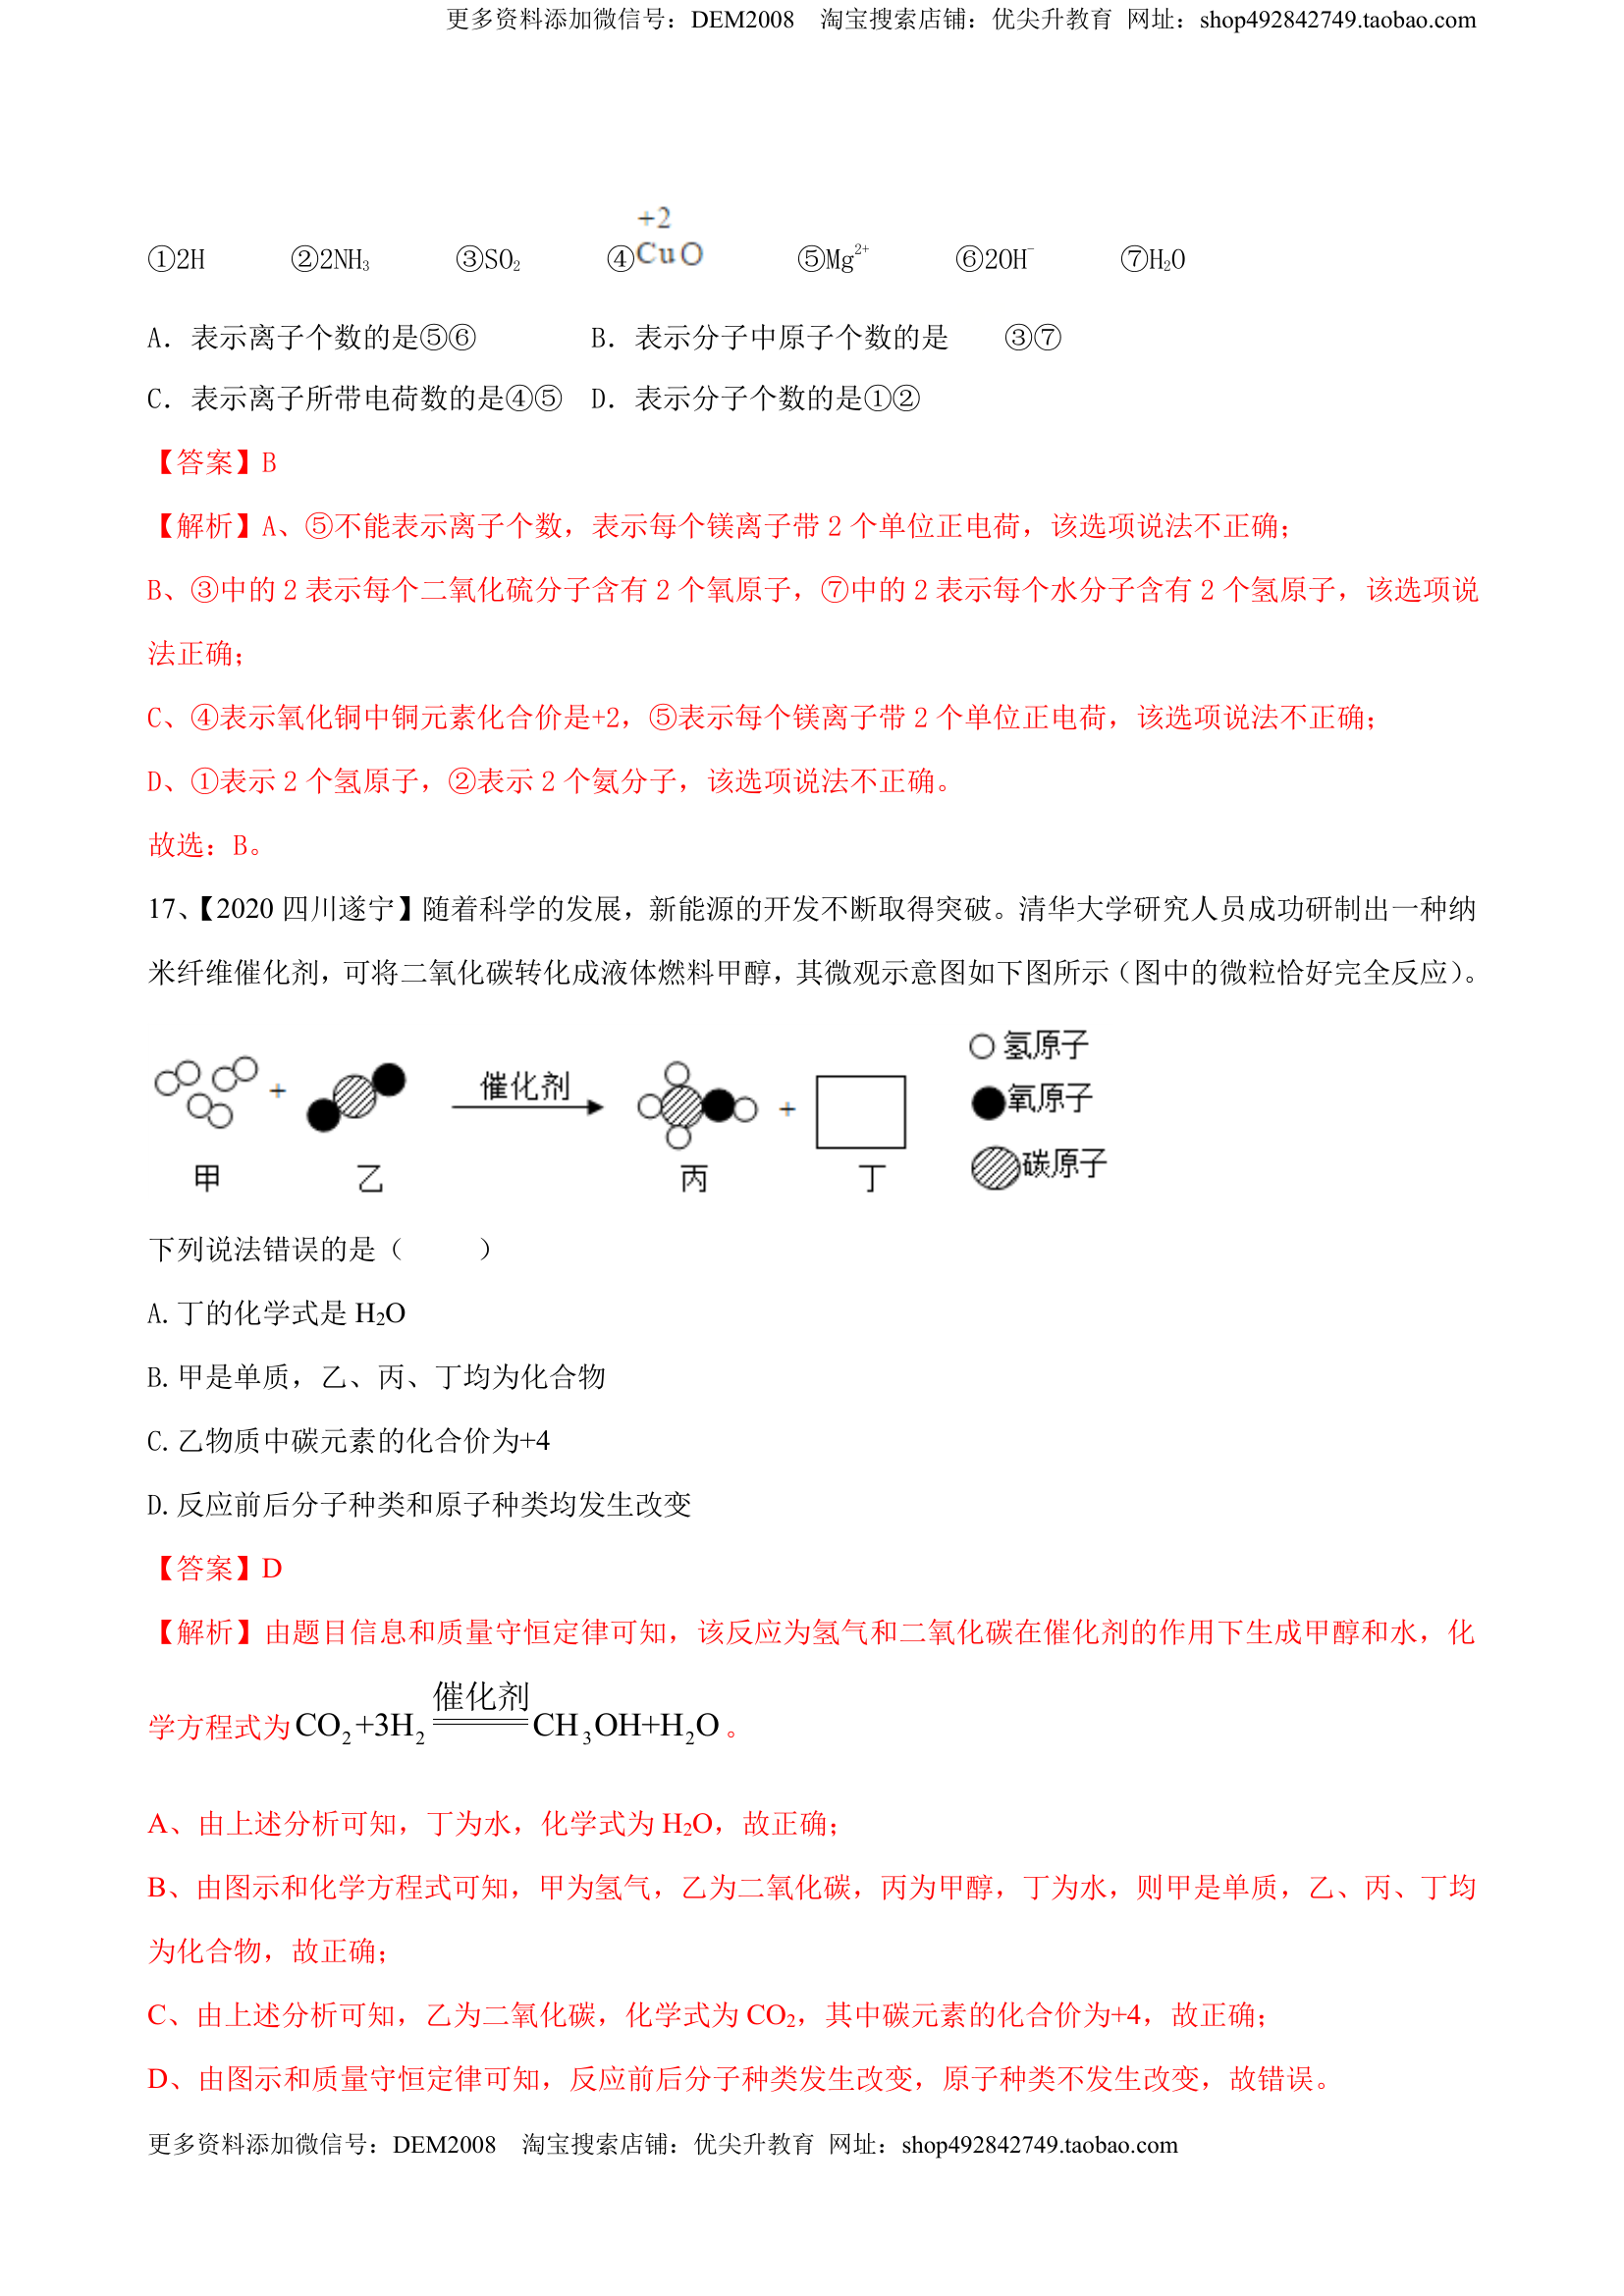 更多资料添加微信号：DEM2008 淘宝搜索店铺：优尖升教育 网址：shop492842749.taobao.com
①2H ②2NH₃ ③SO₂ ④+2CuO ⑤Mg²⁺ ⑥2OH⁻ ⑦H₂O
A．表示离子个数的是⑤⑥ B．表示分子中原子个数的是 ③⑦
C．表示离子所带电荷数的是④⑤ D．表示分子个数的是①②
【答案】B
【解析】A、⑤不能表示离子个数，表示每个镁离子带 2 个单位正电荷，该选项说法不正确；
B、③中的 2 表示每个二氧化硫分子含有 2 个氧原子，⑦中的 2 表示每个水分子含有 2 个氢原子，该选项说
法正确；
C、④表示氧化铜中铜元素化合价是+2，⑤表示每个镁离子带 2 个单位正电荷，该选项说法不正确；
D、①表示 2 个氢原子，②表示 2 个氨分子，该选项说法不正确。
故选：B。
17、【2020 四川遂宁】随着科学的发展，新能源的开发不断取得突破。清华大学研究人员成功研制出一种纳
米纤维催化剂，可将二氧化碳转化成液体燃料甲醇，其微观示意图如下图所示（图中的微粒恰好完全反应）。
氢原子
+ 催化剂 + 氧原子
甲 乙 丙 丁 碳原子
下列说法错误的是（ ）
A. 丁的化学式是 H₂O
B. 甲是单质，乙、丙、丁均为化合物
C. 乙物质中碳元素的化合价为+4
D. 反应前后分子种类和原子种类均发生改变
【答案】D
【解析】由题目信息和质量守恒定律可知，该反应为氢气和二氧化碳在催化剂的作用下生成甲醇和水，化
催化剂
学方程式为CO₂+3H₂═══CH₃OH+H₂O。
A、由上述分析可知，丁为水，化学式为 H₂O，故正确；
B、由图示和化学方程式可知，甲为氢气，乙为二氧化碳，丙为甲醇，丁为水，则甲是单质，乙、丙、丁均
为化合物，故正确；
C、由上述分析可知，乙为二氧化碳，化学式为 CO₂，其中碳元素的化合价为+4，故正确；
D、由图示和质量守恒定律可知，反应前后分子种类发生改变，原子种类不发生改变，故错误。
更多资料添加微信号：DEM2008 淘宝搜索店铺：优尖升教育 网址：shop492842749.taobao.com